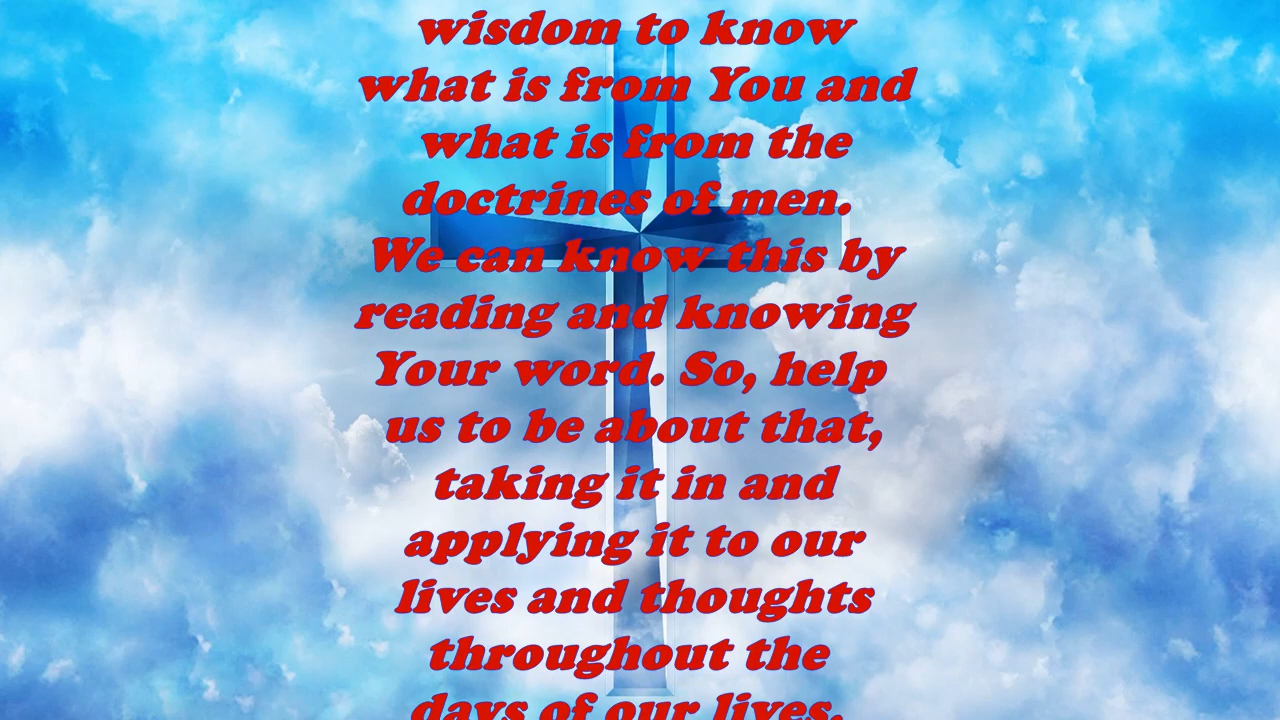 wisdom to know
what is from You and
what is from the
doctrines of men.
We can know this by
reading and knowing
Your word. So, help
us to be about that,
taking it in and
applying it to our
lives and thoughts
throughout the
days of our lives.